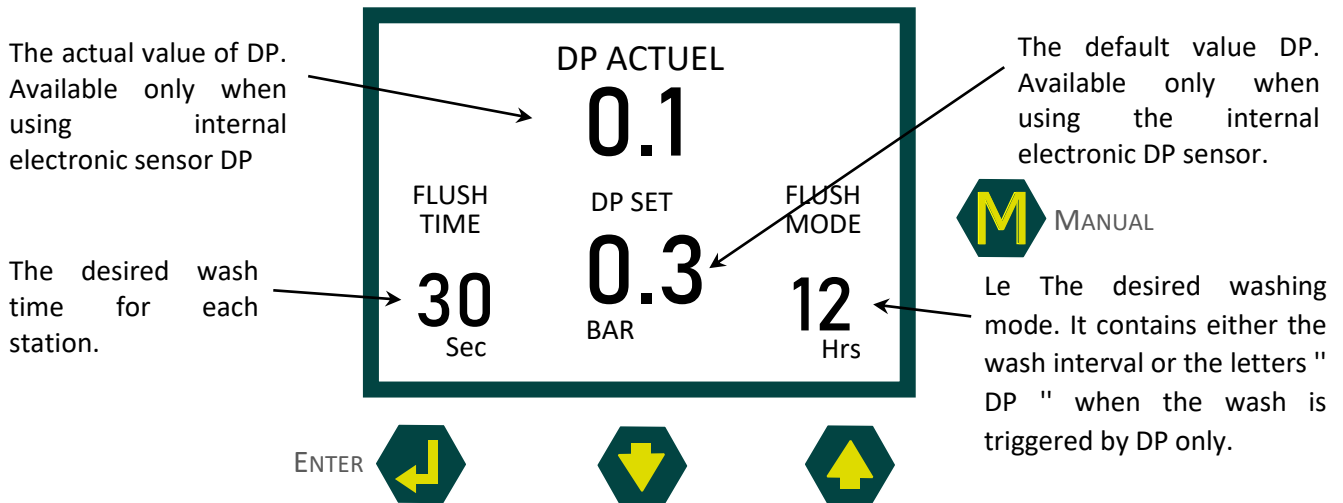 The actual value of DP.
Available only when
using internal
electronic sensor DP
The desired wash
time for each
station.
DP ACTUEL
0.1
FLUSH
TIME
30
Sec
DP SET
0.3
BAR
FLUSH
MODE
12
Hrs
The default value DP.
Available only when
using the internal
electronic DP sensor.
M MANUAL
Le The desired washing
mode. It contains either the
wash interval or the letters "
DP " when the wash is
triggered by DP only.
ENTER